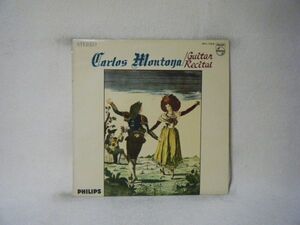 STEREO
Carlos Montoya / Guitar
Recital
PHILIPS